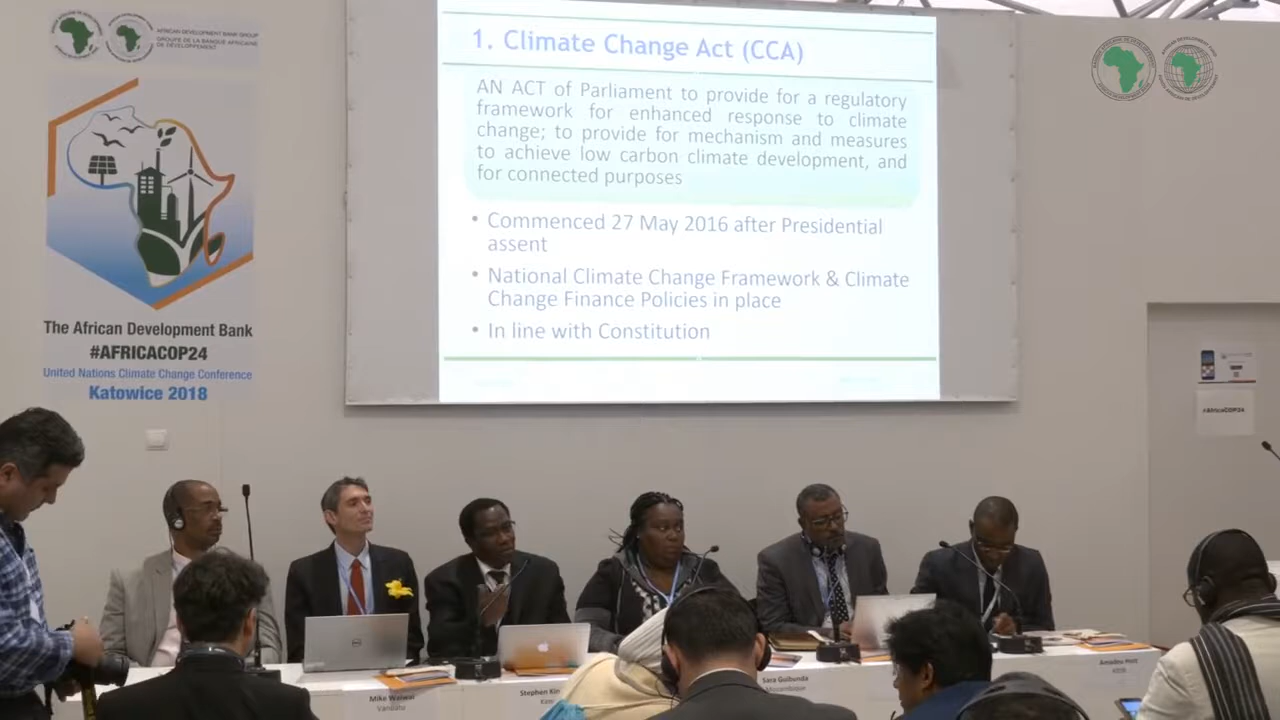 AFRICAN DEVELOPMENT BANK GROUP
GROUPE DE LA BANQUE AFRICAINE
DE DÉVELOPPEMENT
The African Development Bank
#AFRICACOP24
United Nations Climate Change Conference
Katowice 2018
1. Climate Change Act (CCA)
AN ACT of Parliament to provide for a regulatory
framework for enhanced response to climate
change; to provide for mechanism and measures
to achieve low carbon climate development, and
for connected purposes
• Commenced 27 May 2016 after Presidential
assent
• National Climate Change Framework & Climate
Change Finance Policies in place
• In line with Constitution
#AfricaCOP24
DELL
Mike Waiwai
Vanuatu
Stephen
Sara Goibunda
Mozambique
Amadou